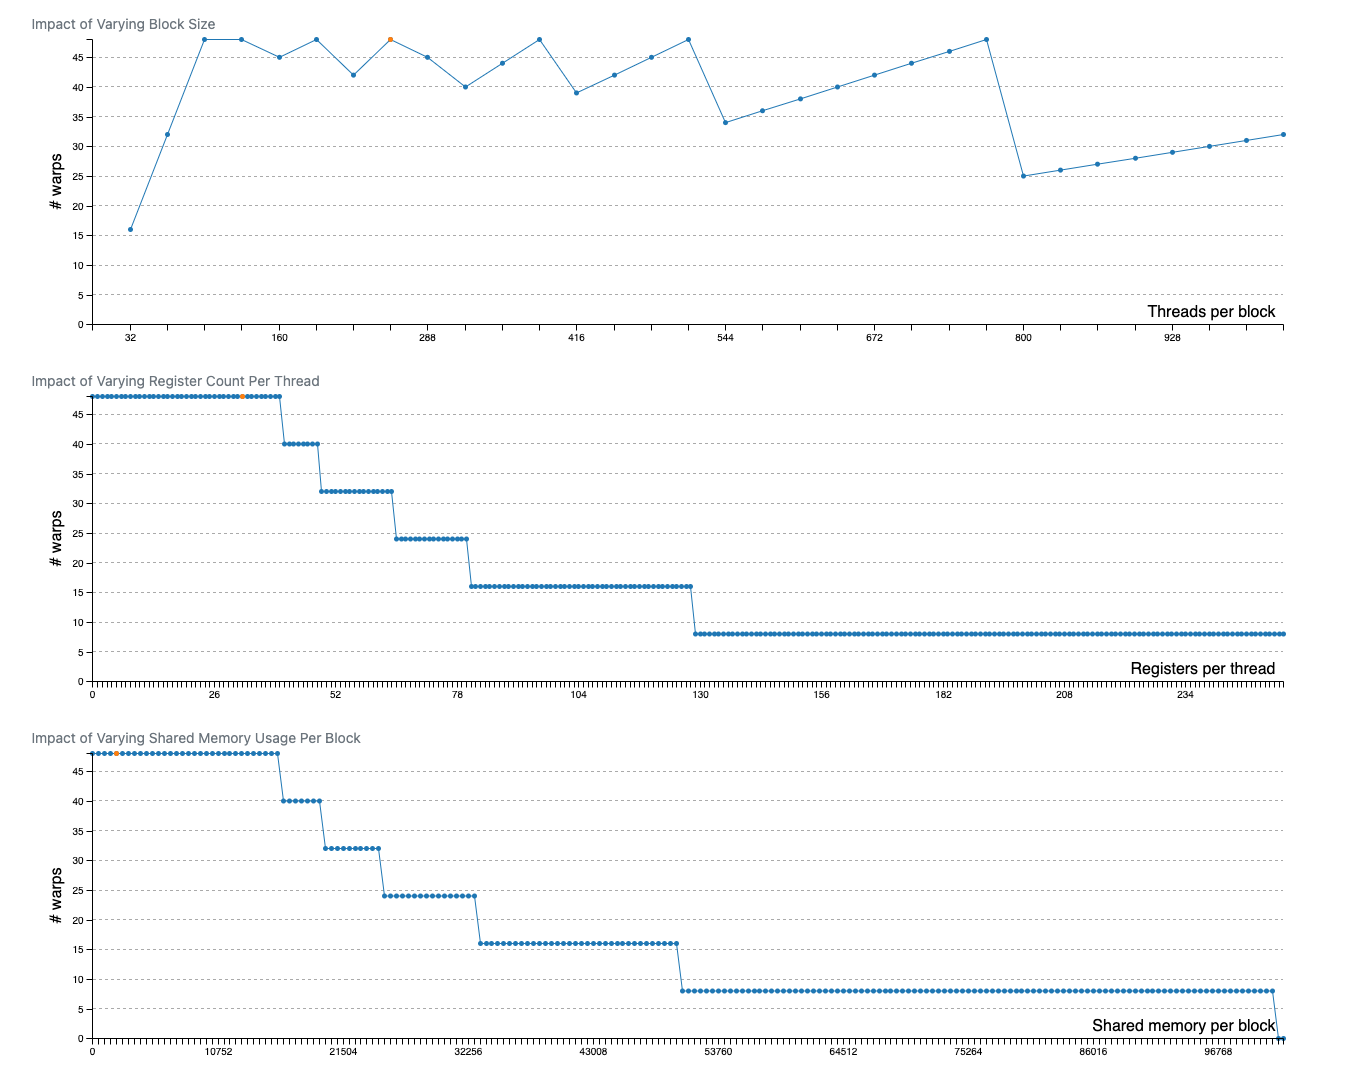 Impact of Varying Block Size
# warps
45
40
35
30
25
20
15
10
5
0
Threads per block
32 160 288 416 544 672 800 928
Impact of Varying Register Count Per Thread
# warps
45
40
35
30
25
20
15
10
5
0
Registers per thread
0 26 52 78 104 130 156 182 208 234
Impact of Varying Shared Memory Usage Per Block
# warps
45
40
35
30
25
20
15
10
5
0
Shared memory per block
0 10752 21504 32256 43008 53760 64512 75264 86016 96768